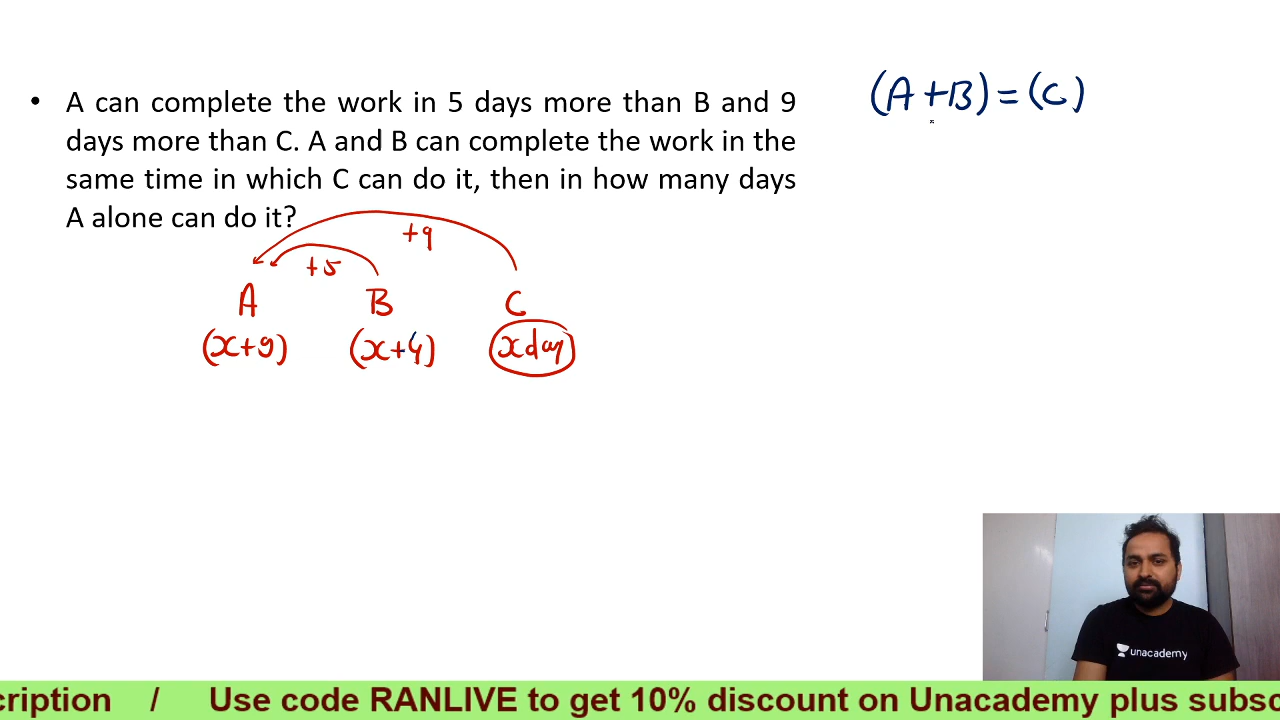 • A can complete the work in 5 days more than B and 9
days more than C. A and B can complete the work in the
same time in which C can do it, then in how many days
A alone can do it?
(A+B)=(C)
+9
+5
A B C
(x+9) (x+4) x day
unacademy
cription / Use code RANLIVE to get 10% discount on Unacademy plus subsc